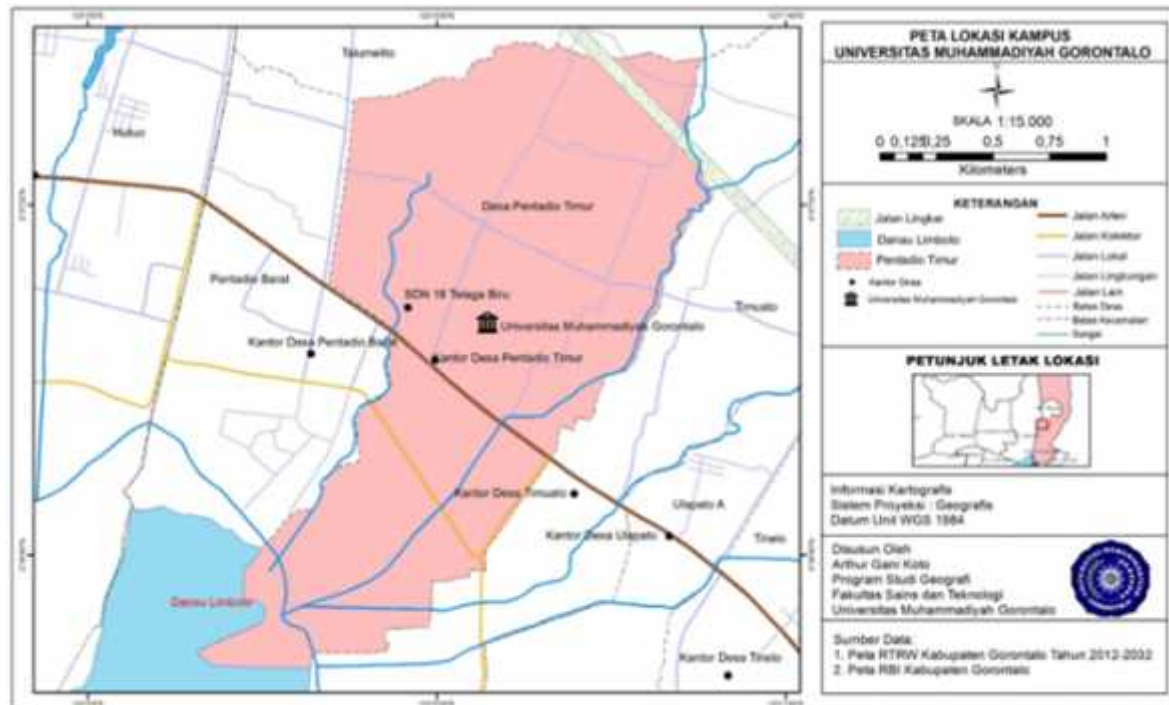 Talumelito
Hutuo
Desa Pentadio Timur
Pentadio Barat
SDN 18 Telaga Biru
Timuato
Universitas Muhammadiyah Gorontalo
Kantor Desa Pentadio Barat
Kantor Desa Pentadio Timur
Kantor Desa Timuato
Ulapato A
Kantor Desa Ulapato
Tinelo
Danau Limboto
Kantor Desa Tinelo
PETA LOKASI KAMPUS
UNIVERSITAS MUHAMMADIYAH GORONTALO
SKALA 1:15.000
0 0,125 0,25 0,5 0,75 1
Kilometers
KETERANGAN
Jalan Lingkar
Danau Limboto
Pentadio Timur
Kantor Desa
Universitas Muhammadiyah Gorontalo
Jalan Arteri
Jalan Kolektor
Jalan Lokal
Jalan Lingkungan
Jalan Lain
Batas Desa
Batas Kecamatan
Sungai
PETUNJUK LETAK LOKASI
Informasi Kartografis
Sistem Proyeksi : Geografis
Datum Unit WGS 1984
Disusun Oleh
Arthur Gani Koto
Program Studi Geografi
Fakultas Sains dan Teknologi
Universitas Muhammadiyah Gorontalo
Sumber Data:
1. Peta RTRW Kabupaten Gorontalo Tahun 2012-2032
2. Peta RBI Kabupaten Gorontalo